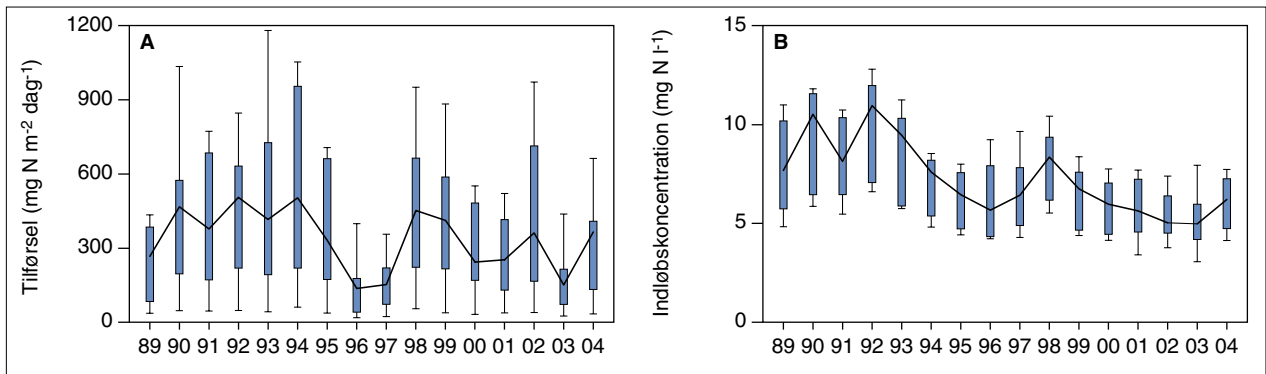 A
Tilførsel (mg N m-2 dag-1)
1200
900
600
300
0
89 90 91 92 93 94 95 96 97 98 99 00 01 02 03 04
B
Indløbskoncentration (mg N l-1)
15
10
5
0
89 90 91 92 93 94 95 96 97 98 99 00 01 02 03 04